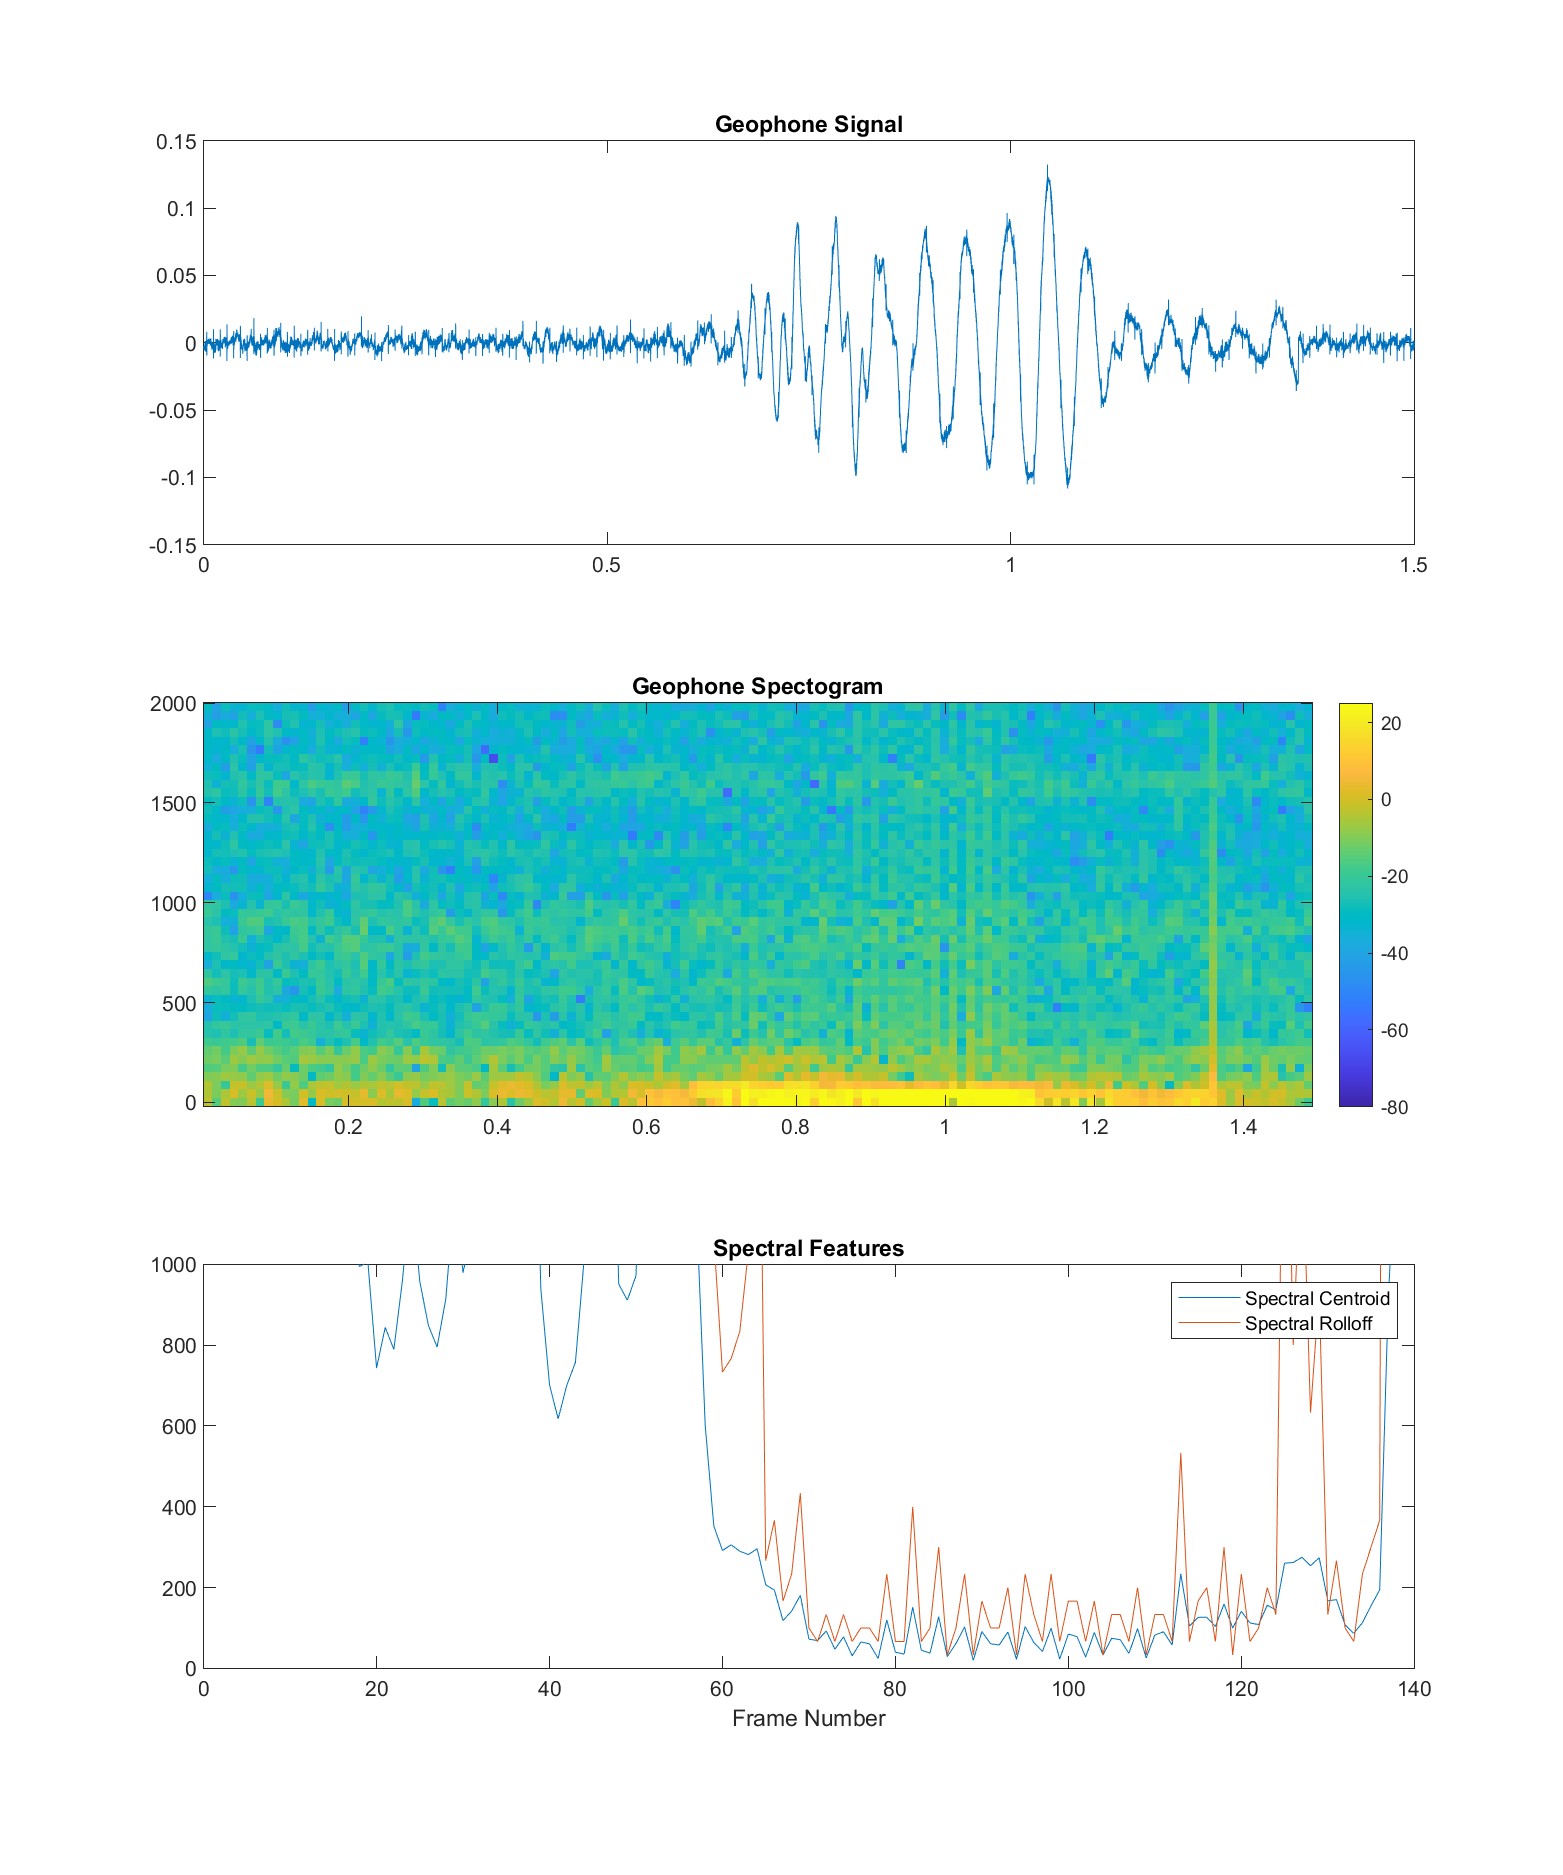 Geophone Signal
0.15
0.1
0.05
0
-0.05
-0.1
-0.15
0 0.5 1 1.5
Geophone Spectogram
2000
1500
1000
500
0
0.2 0.4 0.6 0.8 1 1.2 1.4
20
0
-20
-40
-60
-80
Spectral Features
1000
800
600
400
200
0
0 20 40 60 80 100 120 140
Frame Number
Spectral Centroid
Spectral Rolloff